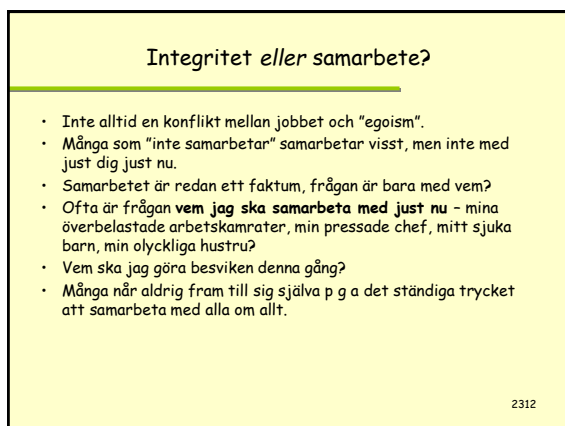 Integritet eller samarbete?
• Inte alltid en konflikt mellan jobbet och "egoism".
• Många som "inte samarbetar" samarbetar visst, men inte med
just dig just nu.
• Samarbetet är redan ett faktum, frågan är bara med vem?
• Ofta är frågan vem jag ska samarbeta med just nu – mina
överbelastade arbetskamrater, min pressade chef, mitt sjuka
barn, min olyckliga hustru?
• Vem ska jag göra besviken denna gång?
• Många når aldrig fram till sig själva p g a det ständiga trycket
att samarbeta med alla om allt.
2312